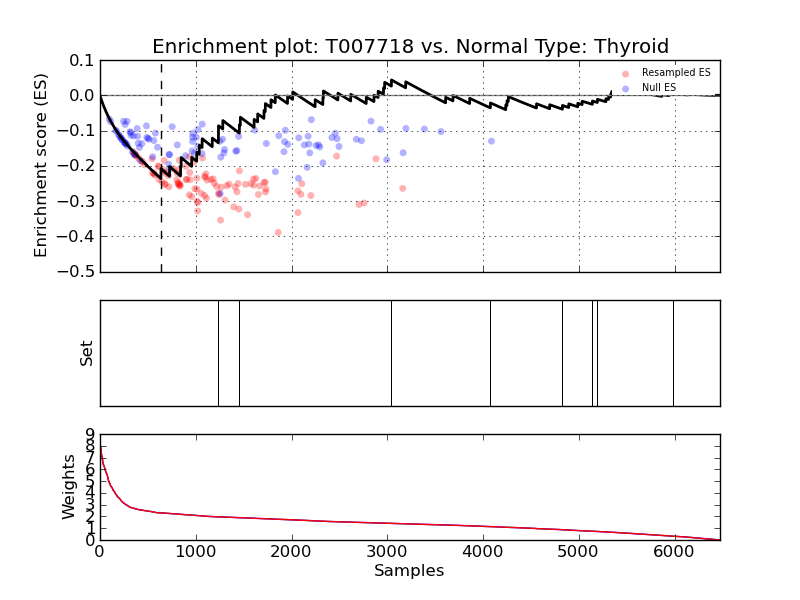 Enrichment plot: T007718 vs. Normal Type: Thyroid
Enrichment score (ES)
0.1
0.0
−0.1
−0.2
−0.3
−0.4
−0.5
Resampled ES
Null ES
Set
Weights
9
8
7
6
5
4
3
2
1
0
0 1000 2000 3000 4000 5000 6000
Samples